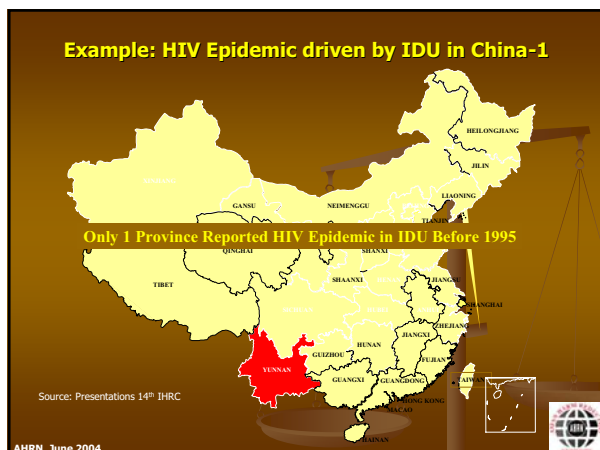 Example: HIV Epidemic driven by IDU in China-1
HEILONGJIANG
JILIN
LIAONING
GANSU
NEIMENGGU
TIANJIN
Only 1 Province Reported HIV Epidemic in IDU Before 1995
QINGHAI
SHANXI
TIBET
SHAANXI
JIANGSU
SHANGHAI
ZHEJIANG
JIANGXI
HUNAN
GUIZHOU
FUJIAN
YUNNAN
GUANGXI
GUANGDONG
TAIWAN
HONG KONG
MACAO
HAINAN
Source: Presentations 14th IHRC
AHRN, June 2004
AHRN